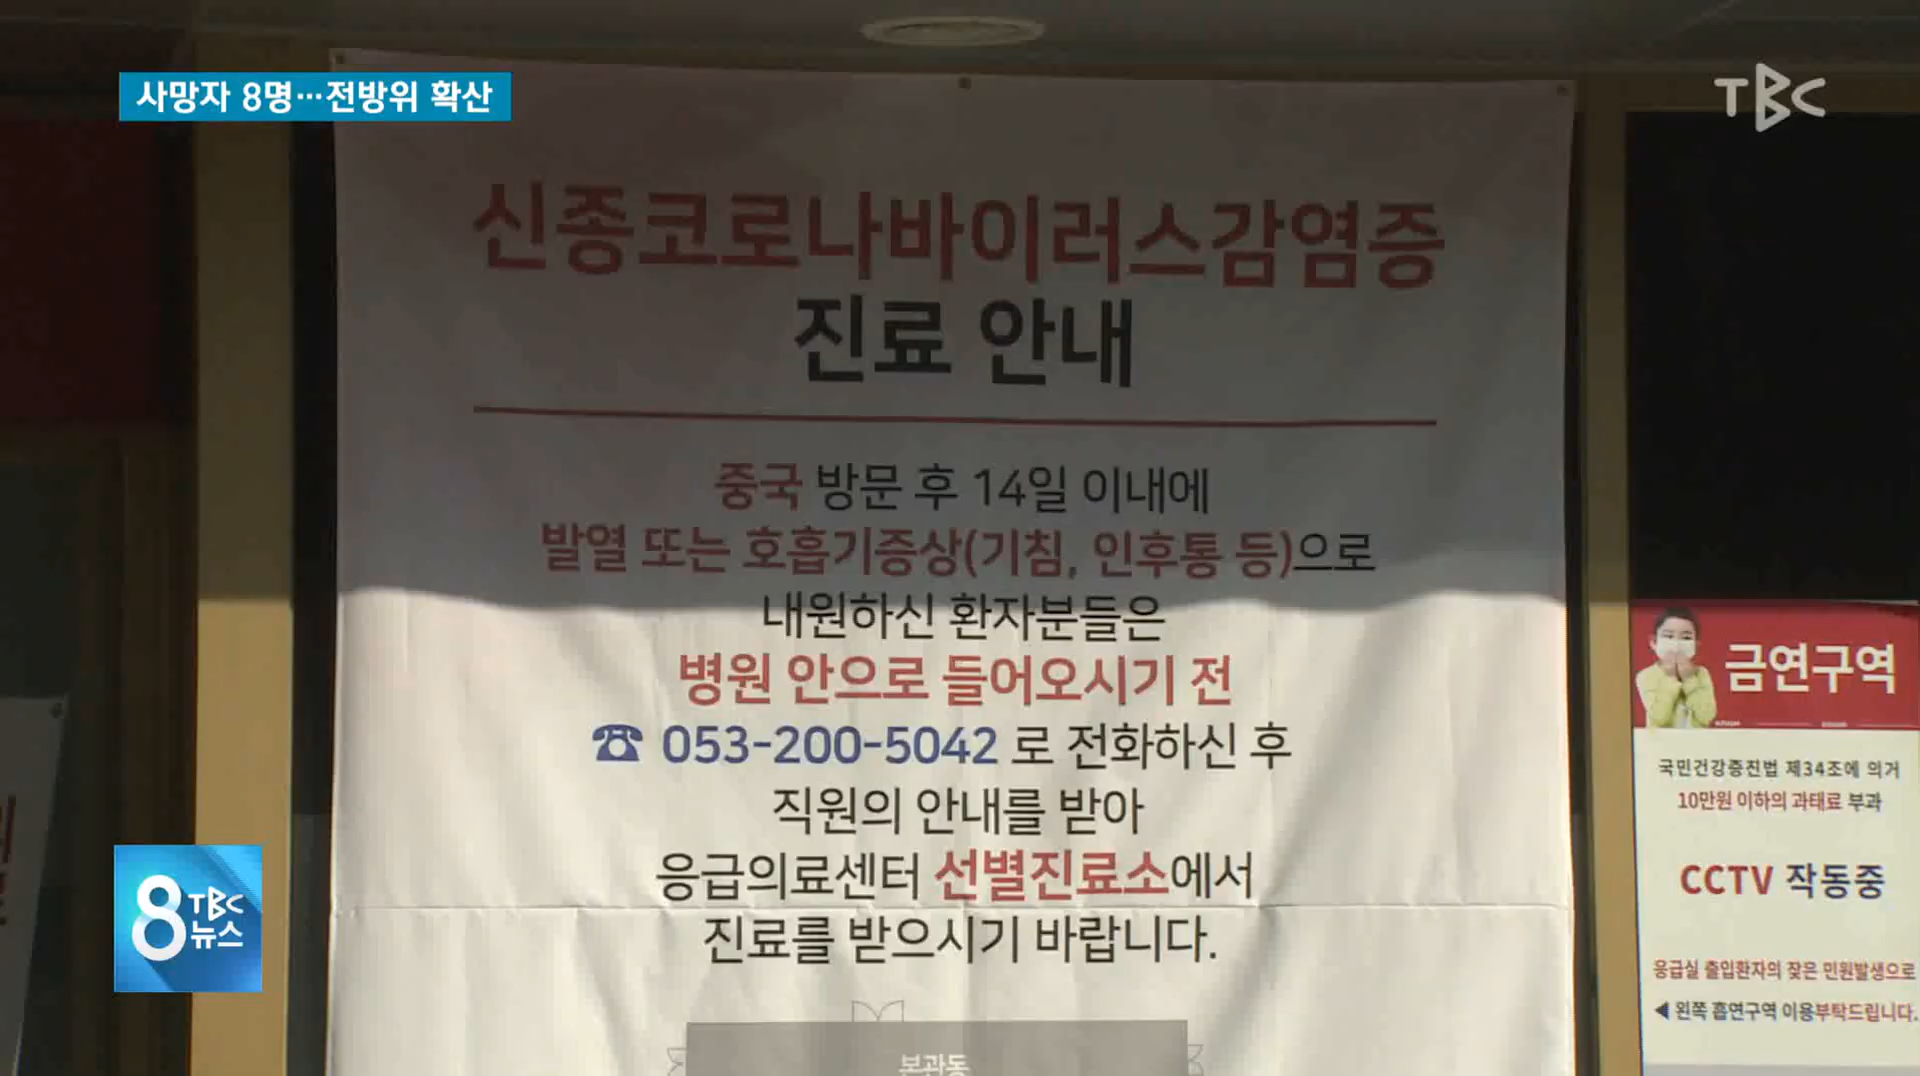 사망자 8명…전방위 확산
TBC
신종코로나바이러스감염증
진료 안내
중국 방문 후 14일 이내에
발열 또는 호흡기증상(기침, 인후통 등)으로
내원하신 환자분들은
병원 안으로 들어오시기 전
☎ 053-200-5042 로 전화하신 후
직원의 안내를 받아
응급의료센터 선별진료소에서
진료를 받으시기 바랍니다.
본관동
금연구역
국민건강증진법 제34조에 의거
10만원 이하의 과태료 부과
CCTV 작동중
응급실 출입환자의 잦은 민원발생으로
◀ 왼쪽 흡연구역 이용부탁드립니다.
8 TBC
뉴스